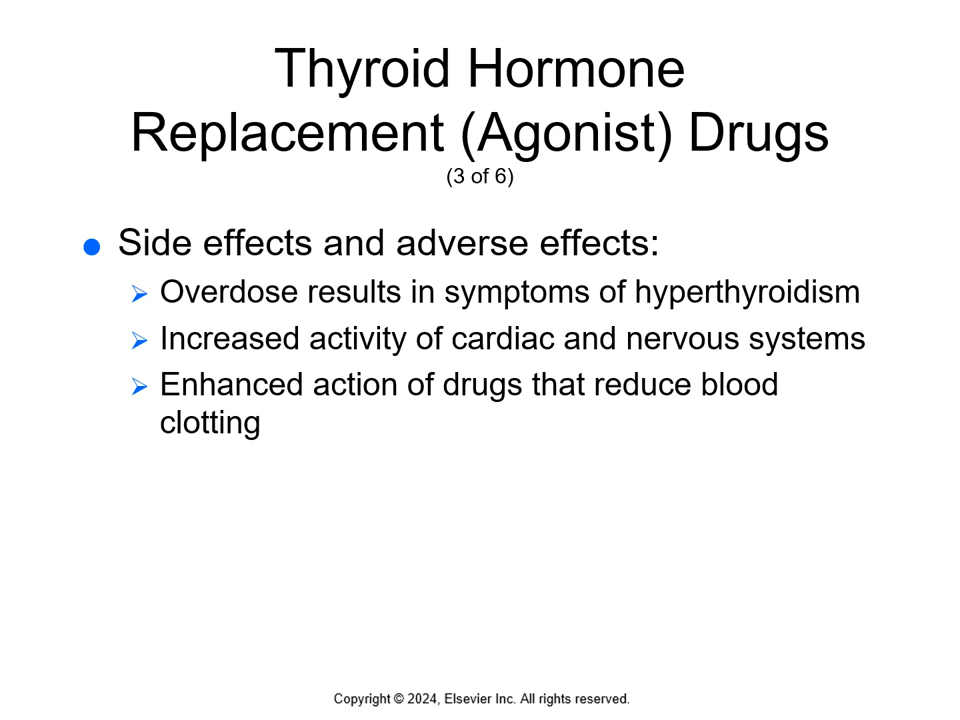 Thyroid Hormone
Replacement (Agonist) Drugs
(3 of 6)
Side effects and adverse effects:
Overdose results in symptoms of hyperthyroidism
Increased activity of cardiac and nervous systems
Enhanced action of drugs that reduce blood
clotting
Copyright © 2024, Elsevier Inc. All rights reserved.